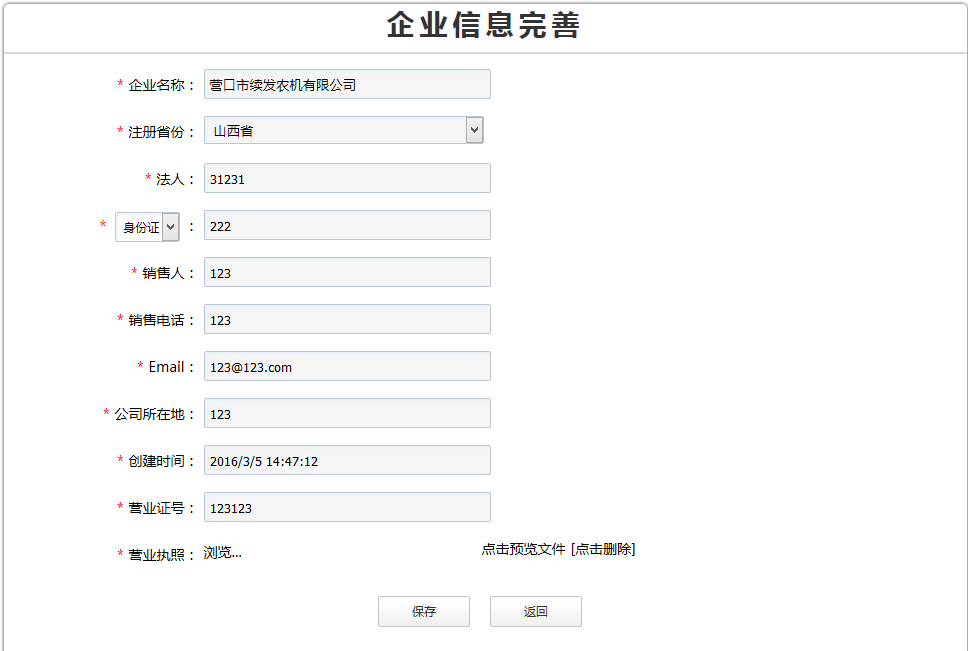 企业信息完善
* 企业名称： 营口市续发农机有限公司
* 注册省份： 山西省
* 法人： 31231
* 身份证 ： 222
* 销售人： 123
* 销售电话： 123
* Email： 123@123.com
* 公司所在地： 123
* 创建时间： 2016/3/5 14:47:12
* 营业证号： 123123
* 营业执照： 浏览... 点击预览文件 [点击删除]
保存 返回